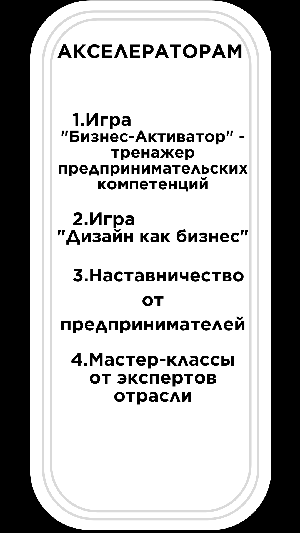 АКСЕЛЕРАТОРАМ
1.Игра
"Бизнес-Активатор" -
тренажер
предпринимательских
компетенций
2.Игра
"Дизайн как бизнес"
3.Наставничество
от
предпринимателей
4.Мастер-классы
от экспертов
отрасли